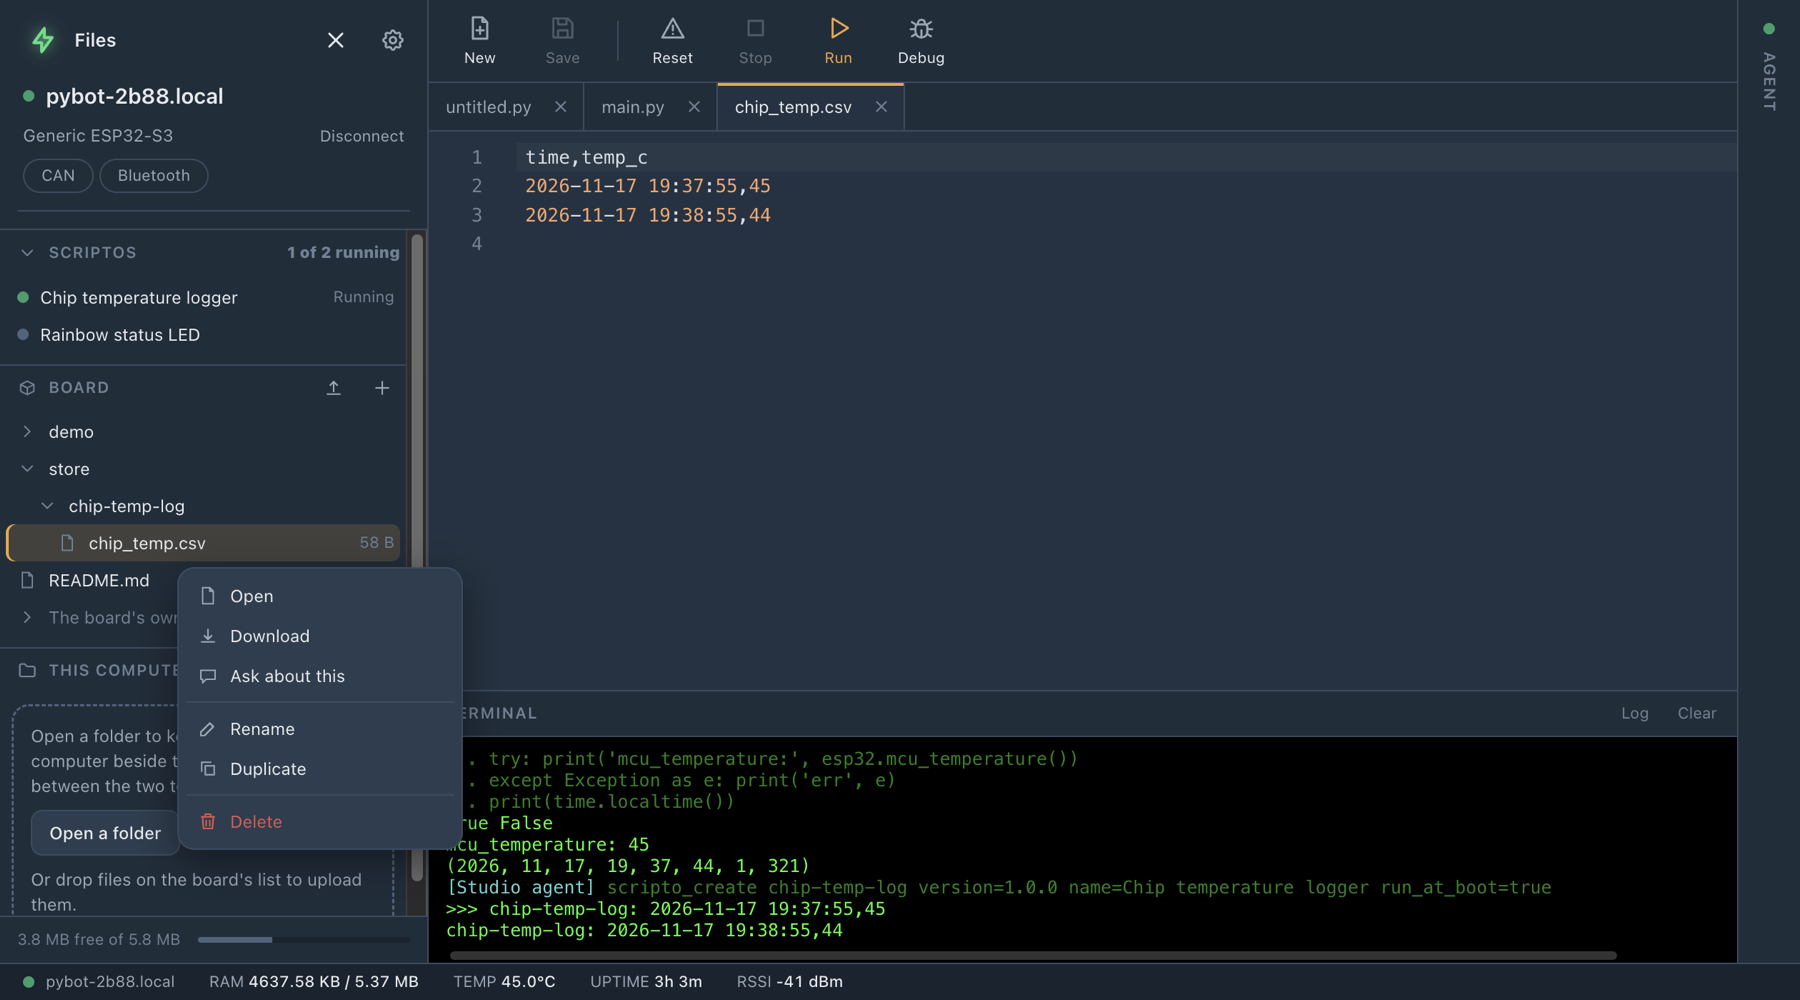 Files
pybot-2b88.local
Generic ESP32-S3
Disconnect
CAN
Bluetooth
SCRIPTOS
1 of 2 running
Chip temperature logger
Running
Rainbow status LED
BOARD
demo
store
chip-temp-log
chip_temp.csv
58 B
README.md
The board's own
THIS COMPUTE
Open a folder to k
computer beside t
between the two t
Open a folder
Or drop files on the board's list to upload
them.
3.8 MB free of 5.8 MB
Open
Download
Ask about this
Rename
Duplicate
Delete
New
Save
Reset
Stop
Run
Debug
untitled.py
main.py
chip_temp.csv
1 time,temp_c
2 2026-11-17 19:37:55,45
3 2026-11-17 19:38:55,44
4
ERMINAL
Log
Clear
. try: print('mcu_temperature:', esp32.mcu_temperature())
. except Exception as e: print('err', e)
. print(time.localtime())
rue False
mcu_temperature: 45
(2026, 11, 17, 19, 37, 44, 1, 321)
[Studio agent] scripto_create chip-temp-log version=1.0.0 name=Chip temperature logger run_at_boot=true
>>> chip-temp-log: 2026-11-17 19:37:55,45
chip-temp-log: 2026-11-17 19:38:55,44
AGENT
pybot-2b88.local
RAM 4637.58 KB / 5.37 MB
TEMP 45.0°C
UPTIME 3h 3m
RSSI -41 dBm